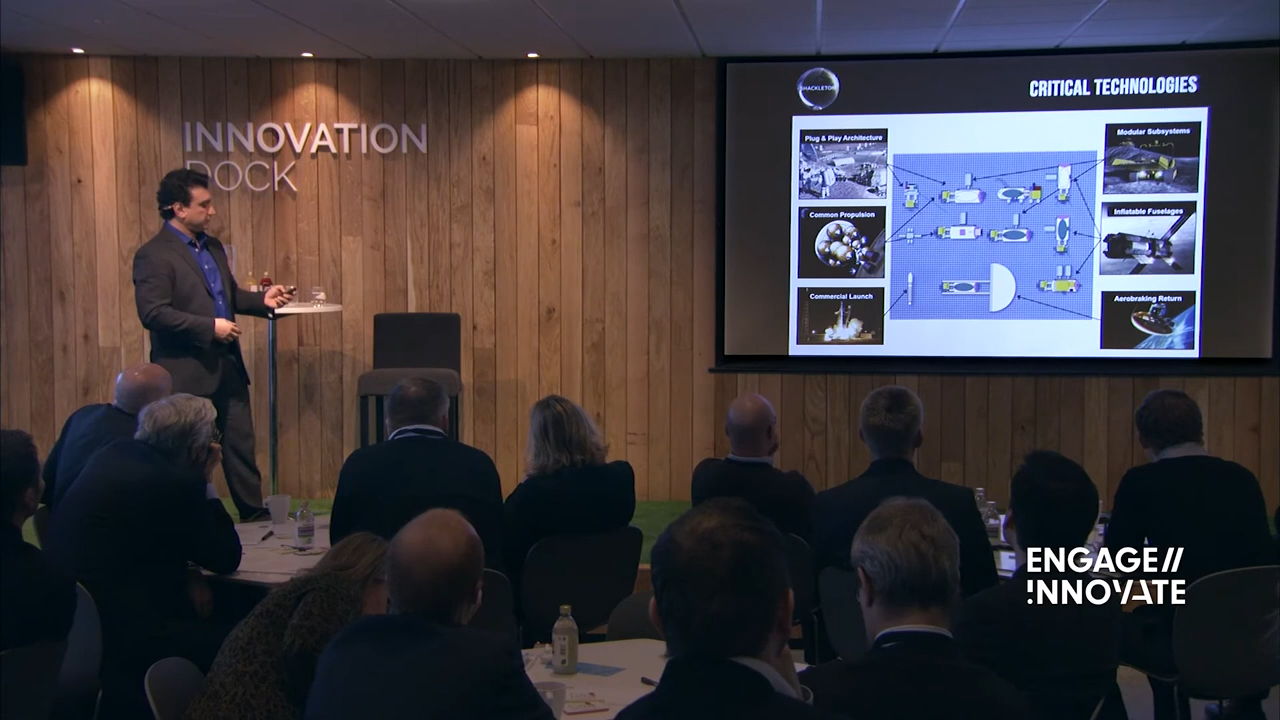 INNOVATION
DOCK
SHACKLETON
CRITICAL TECHNOLOGIES
Plug & Play Architecture
Modular Subsystems
Common Propulsion
Inflatable Fuselages
Commercial Launch
Aerobraking Return
ENGAGE//
INNOVATE